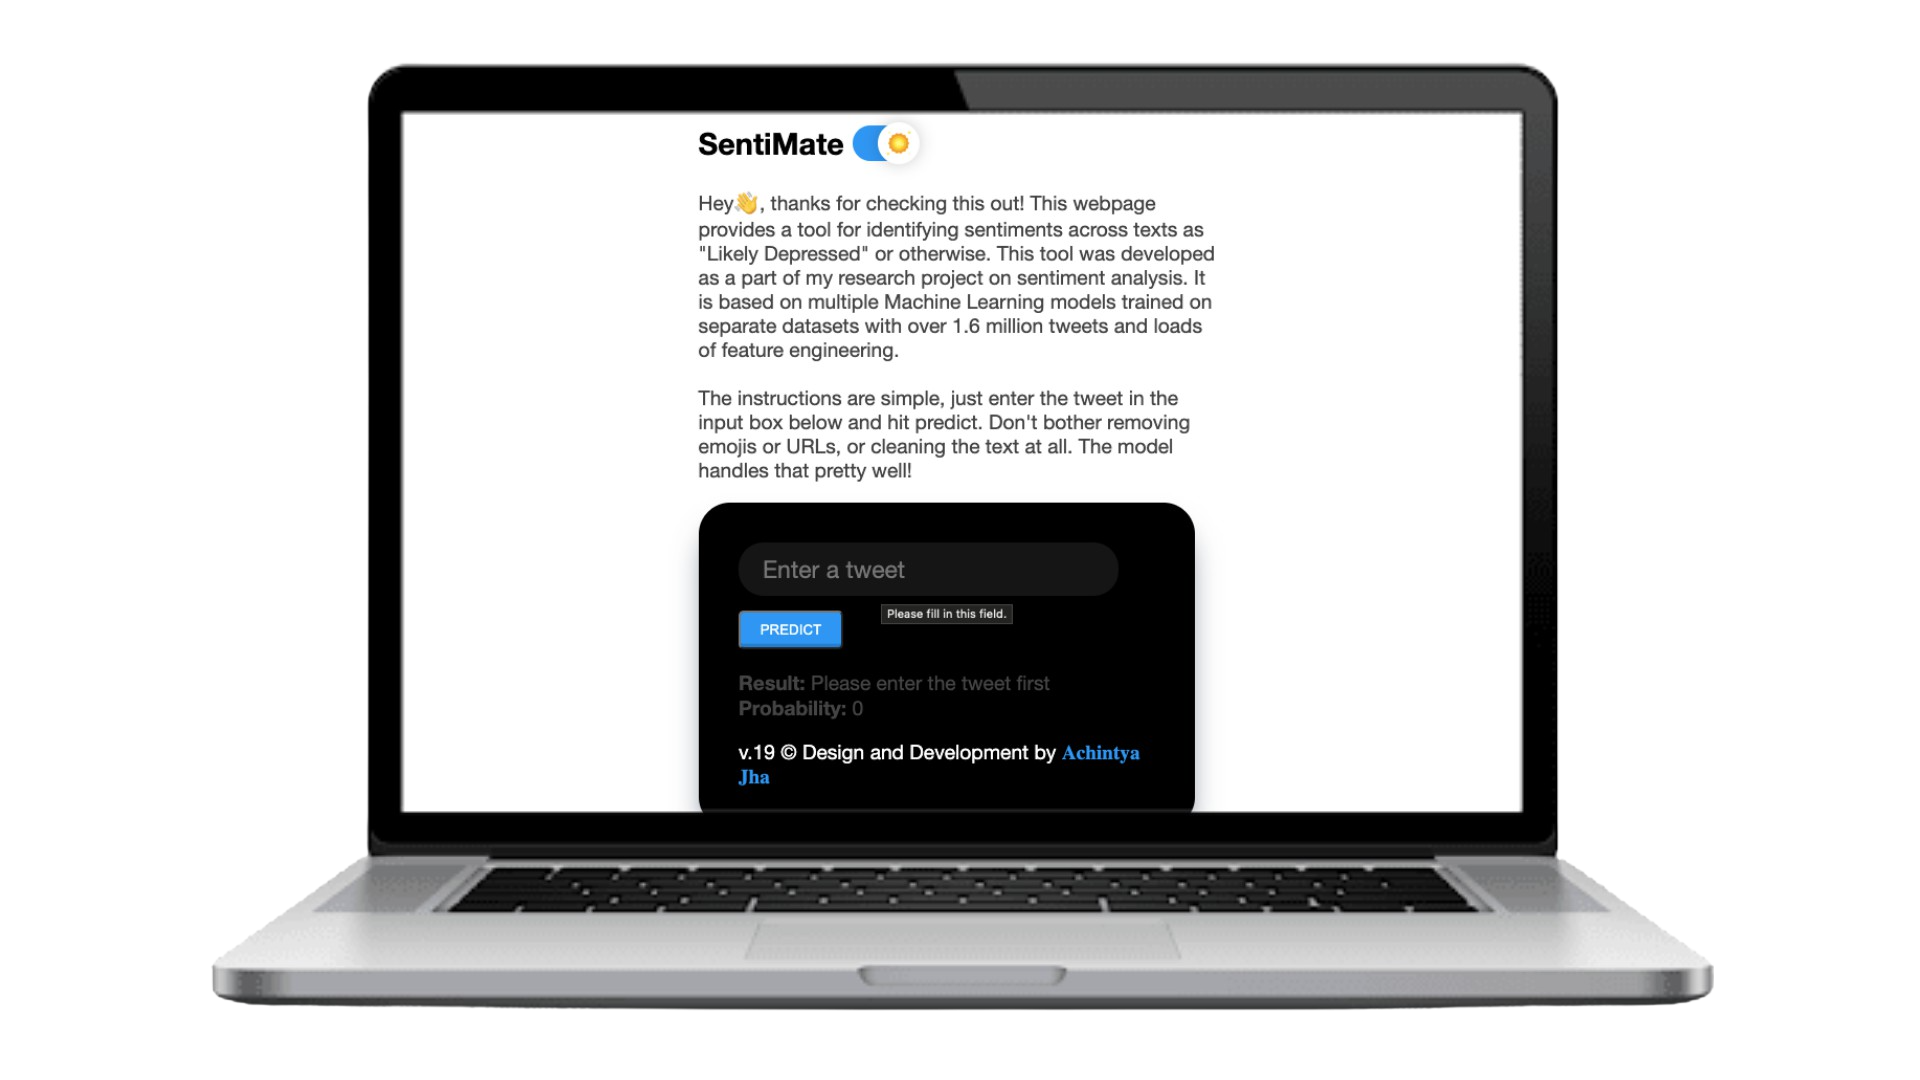 SentiMate
Hey👋, thanks for checking this out! This webpage
provides a tool for identifying sentiments across texts as
"Likely Depressed" or otherwise. This tool was developed
as a part of my research project on sentiment analysis. It
is based on multiple Machine Learning models trained on
separate datasets with over 1.6 million tweets and loads
of feature engineering.
The instructions are simple, just enter the tweet in the
input box below and hit predict. Don't bother removing
emojis or URLs, or cleaning the text at all. The model
handles that pretty well!
Enter a tweet
Please fill in this field.
PREDICT
Result: Please enter the tweet first
Probability: 0
v.19 © Design and Development by Achintya
Jha